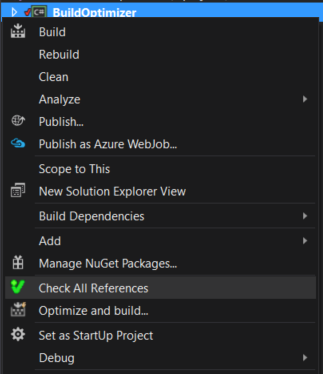 BuildOptimizer
Build
Rebuild
Clean
Analyze
Publish...
Publish as Azure WebJob...
Scope to This
New Solution Explorer View
Build Dependencies
Add
Manage NuGet Packages...
Check All References
Optimize and build...
Set as StartUp Project
Debug